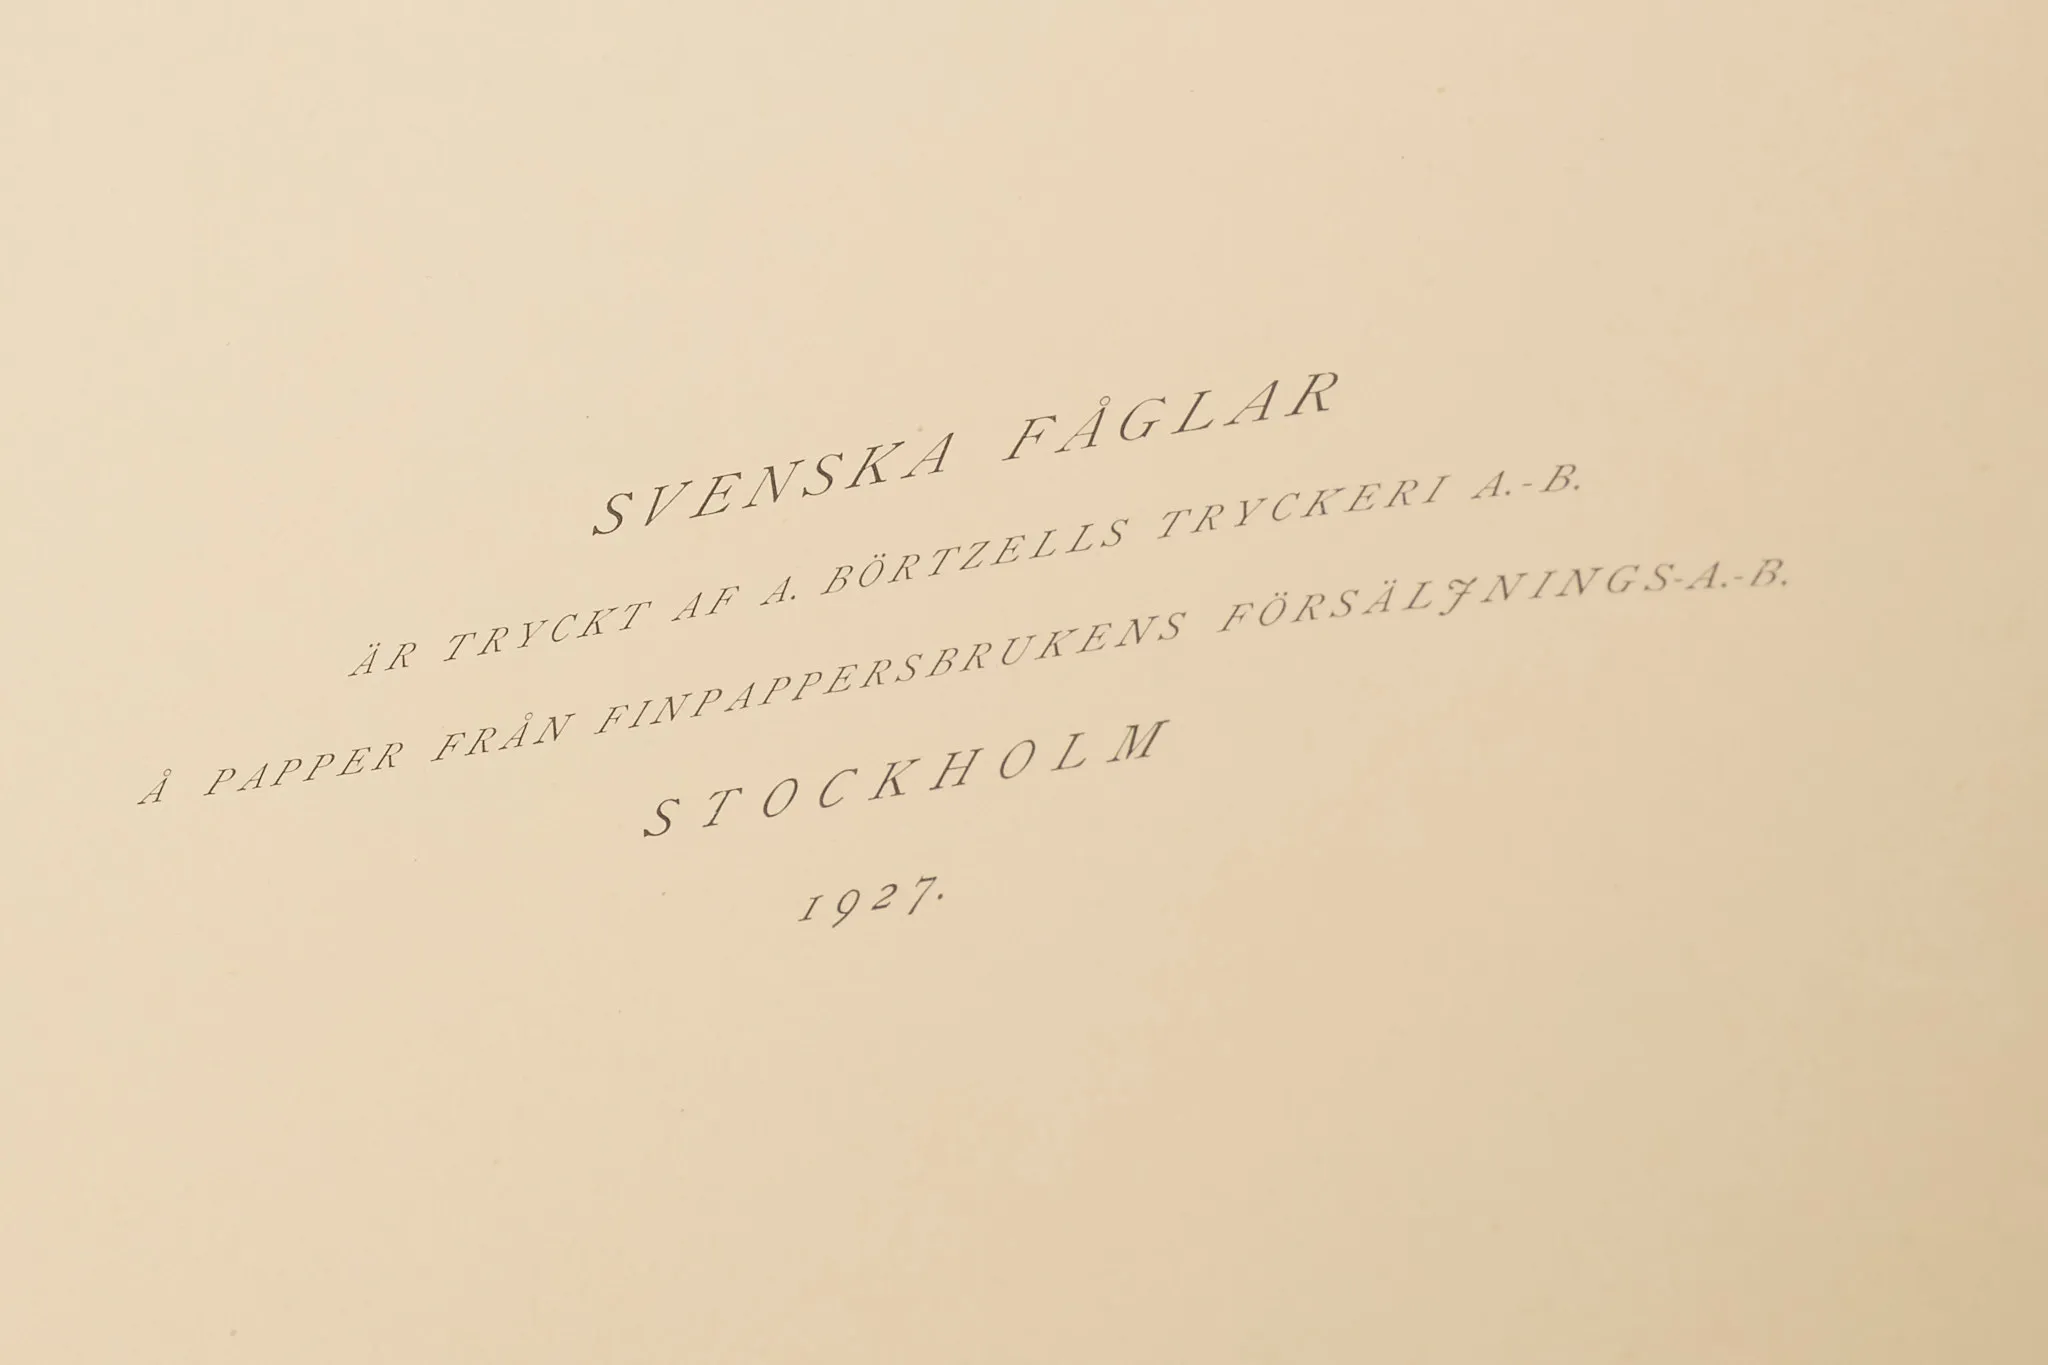 SVENSKA FÅGLAR
ÄR TRYCKT AF A. BÖRTZELLS TRYCKERI A.-B.
Å PAPPER FRÅN FINPAPPERSBRUKENS FÖRSÄLJNINGS-A.-B.
STOCKHOLM
1927.